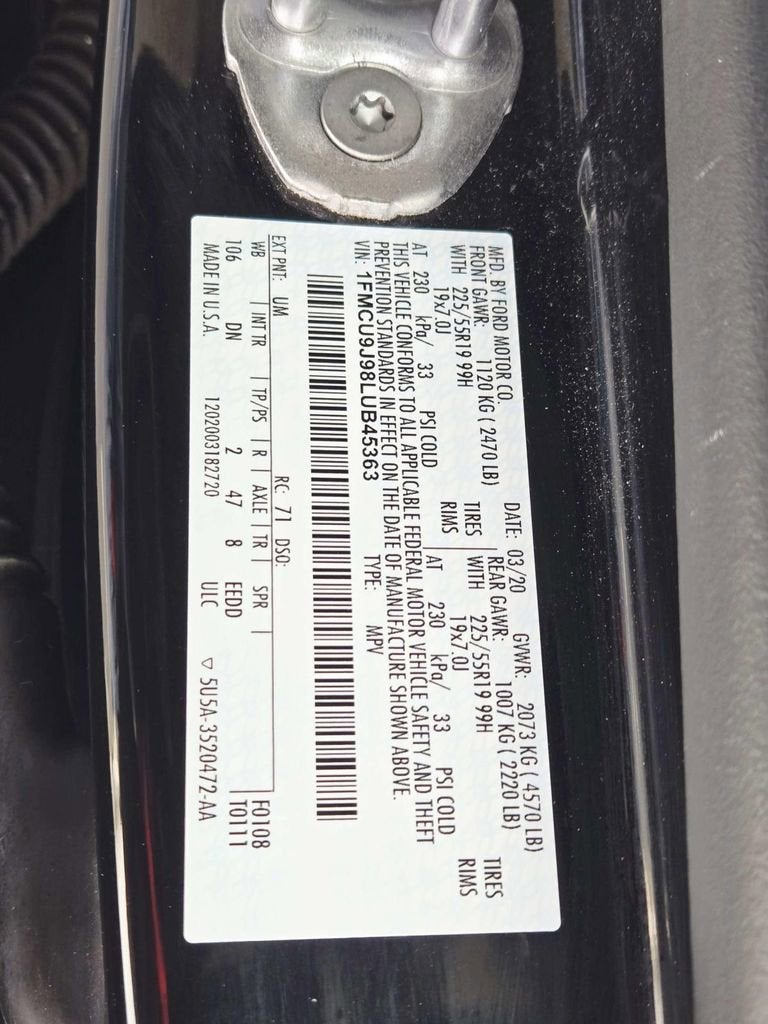 MFD. BY FORD MOTOR CO. DATE: 03/20 GVWR: 2073 KG ( 4570 LB)
FRONT GAWR: 1120 KG ( 2470 LB) REAR GAWR: 1007 KG ( 2220 LB)
WITH 225/55R19 99H TIRES WITH 225/55R19 99H TIRES
19x7.0J RIMS 19x7.0J RIMS
AT 230 kPa/ 33 PSI COLD AT 230 kPa/ 33 PSI COLD
THIS VEHICLE CONFORMS TO ALL APPLICABLE FEDERAL MOTOR VEHICLE SAFETY AND THEFT
PREVENTION STANDARDS IN EFFECT ON THE DATE OF MANUFACTURE SHOWN ABOVE.
VIN: 1FMCU9J98LUB45363 TYPE: MPV
EXT PNT: UM RC: 71 DSO: F0108
WB INT TR TP/PS R AXLE TR SPR T0111
106 DN 2 47 8 EEDD
MADE IN U.S.A. 1202003182720 ULC ▽ 5U5A-3520472-AA